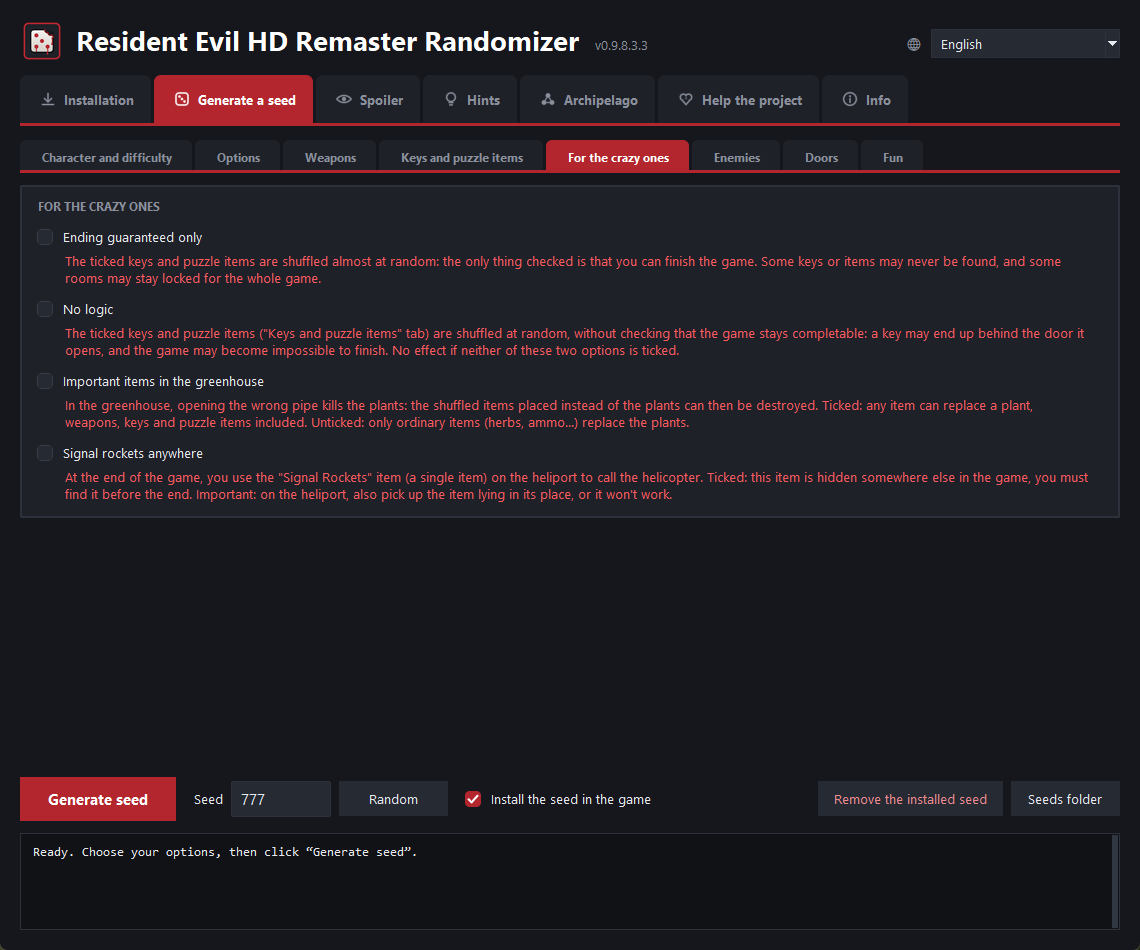 Resident Evil HD Remaster Randomizer v0.9.8.3.3
English
Installation
Generate a seed
Spoiler
Hints
Archipelago
Help the project
Info
Character and difficulty
Options
Weapons
Keys and puzzle items
For the crazy ones
Enemies
Doors
Fun
FOR THE CRAZY ONES
Ending guaranteed only
The ticked keys and puzzle items are shuffled almost at random: the only thing checked is that you can finish the game. Some keys or items may never be found, and some
rooms may stay locked for the whole game.
No logic
The ticked keys and puzzle items ("Keys and puzzle items" tab) are shuffled at random, without checking that the game stays completable: a key may end up behind the door it
opens, and the game may become impossible to finish. No effect if neither of these two options is ticked.
Important items in the greenhouse
In the greenhouse, opening the wrong pipe kills the plants: the shuffled items placed instead of the plants can then be destroyed. Ticked: any item can replace a plant,
weapons, keys and puzzle items included. Unticked: only ordinary items (herbs, ammo...) replace the plants.
Signal rockets anywhere
At the end of the game, you use the "Signal Rockets" item (a single item) on the heliport to call the helicopter. Ticked: this item is hidden somewhere else in the game, you must
find it before the end. Important: on the heliport, also pick up the item lying in its place, or it won't work.
Generate seed
Seed
777
Random
Install the seed in the game
Remove the installed seed
Seeds folder
Ready. Choose your options, then click “Generate seed”.